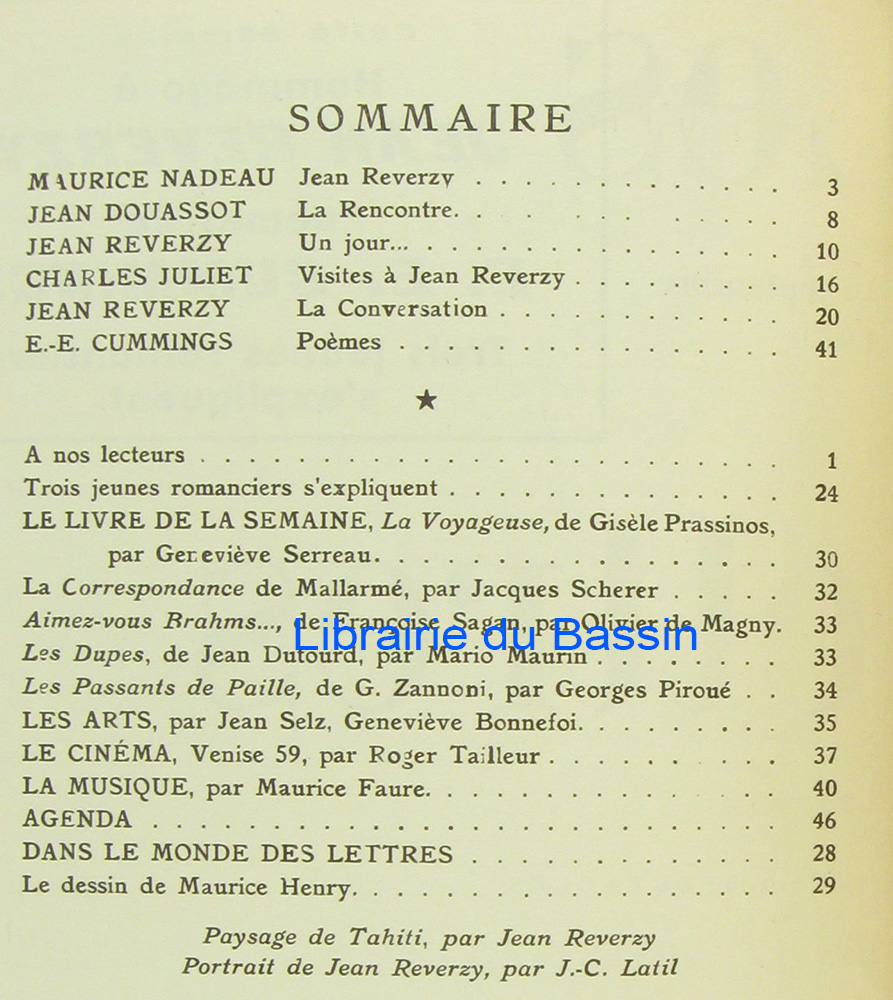 SOMMAIRE
MAURICE NADEAU Jean Reverzy . . . . . . . . . . . . . 3
JEAN DOUASSOT La Rencontre. . . . . . . . . . 8
JEAN REVERZY Un jour... . . . . . . . . . . . . . . 10
CHARLES JULIET Visites à Jean Reverzy . . . . . . . . . 16
JEAN REVERZY La Conversation . . . . . . . . . . . . 20
E.-E. CUMMINGS Poèmes . . . . . . . . . . . . . . . . 41
★
A nos lecteurs . . . . . . . . . . . . . . . . . . . . . . . 1
Trois jeunes romanciers s'expliquent . . . . . . . . . . . . . 24
LE LIVRE DE LA SEMAINE, La Voyageuse, de Gisèle Prassinos,
par Geneviève Serreau. . . . . . . . . . . . . . . . . 30
La Correspondance de Mallarmé, par Jacques Scherer . . . . . 32
Aimez-vous Brahms..., de Françoise Sagan, par Olivier de Magny. 33
Librairie du Bassin
Les Dupes, de Jean Dutourd, par Mario Maurin . . . . . . . . 33
Les Passants de Paille, de G. Zannoni, par Georges Piroué . . 34
LES ARTS, par Jean Selz, Geneviève Bonnefoi. . . . . . . . . 35
LE CINÉMA, Venise 59, par Roger Tailleur . . . . . . . . . . 37
LA MUSIQUE, par Maurice Faure. . . . . . . . . . . . . . 40
AGENDA . . . . . . . . . . . . . . . . . . . . . . . . . . 46
DANS LE MONDE DES LETTRES . . . . . . . . . . . . . 28
Le dessin de Maurice Henry. . . . . . . . . . . . . . . . . 29
Paysage de Tahiti, par Jean Reverzy
Portrait de Jean Reverzy, par J.-C. Latil